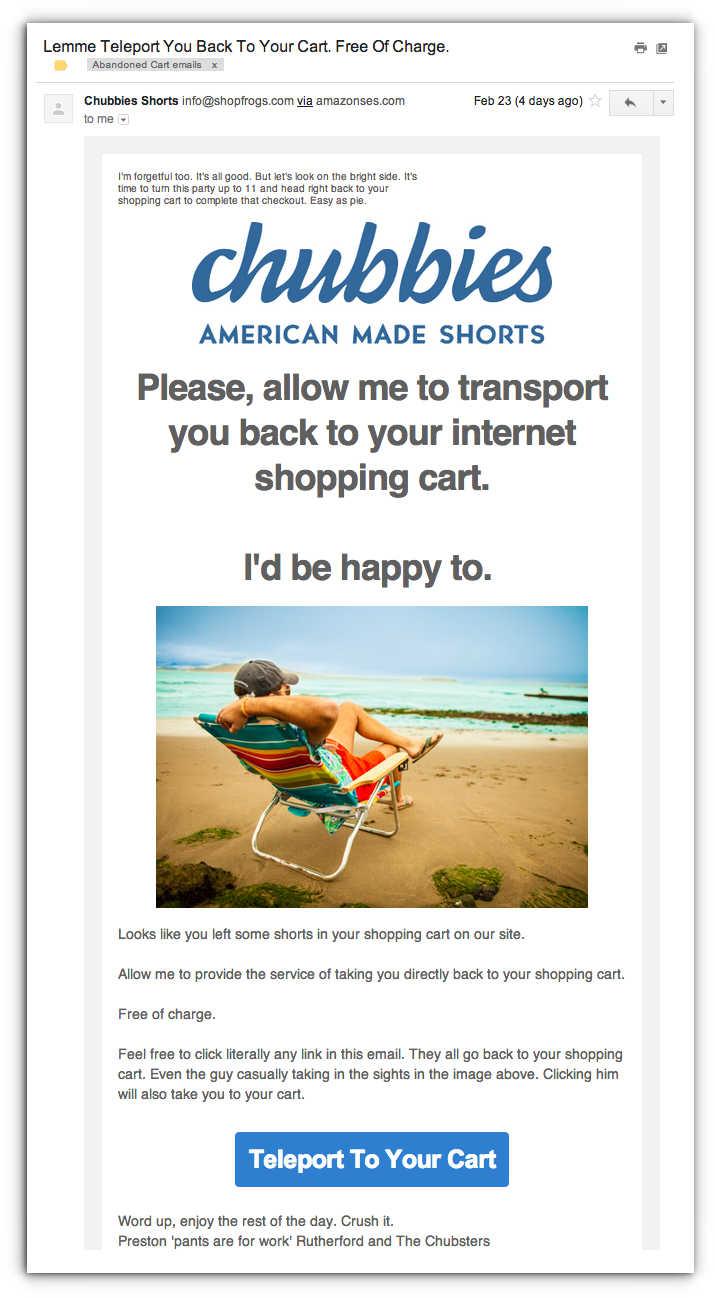 Lemme Teleport You Back To Your Cart. Free Of Charge.
Abandoned Cart emails x
Chubbies Shorts info@shopfrogs.com via amazonses.com
Feb 23 (4 days ago)
to me
I'm forgetful too. It's all good. But let's look on the bright side. It's
time to turn this party up to 11 and head right back to your
shopping cart to complete that checkout. Easy as pie.
chubbies
AMERICAN MADE SHORTS
Please, allow me to transport
you back to your internet
shopping cart.
I'd be happy to.
Looks like you left some shorts in your shopping cart on our site.
Allow me to provide the service of taking you directly back to your shopping cart.
Free of charge.
Feel free to click literally any link in this email. They all go back to your shopping
cart. Even the guy casually taking in the sights in the image above. Clicking him
will also take you to your cart.
Teleport To Your Cart
Word up, enjoy the rest of the day. Crush it.
Preston 'pants are for work' Rutherford and The Chubsters